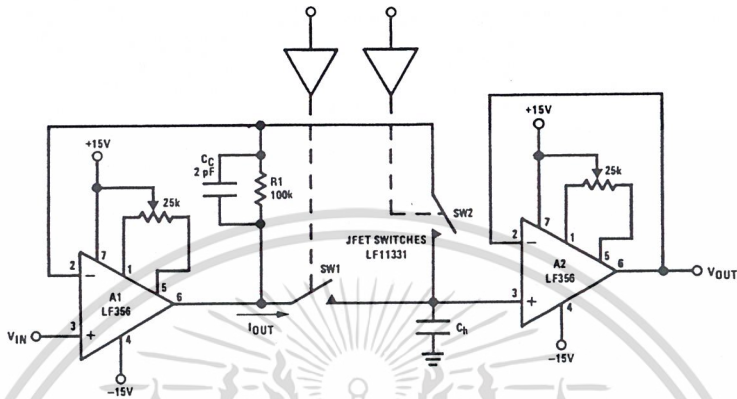 +15V
25k
7
1
5
2
−
A1
LF356
6
3
+
4
VIN
−15V
CC
2 pF
R1
100k
IOUT
SW1
SW2
JFET SWITCHES
LF11331
Ch
+15V
25k
7
1
5
2
−
A2
LF356
6
3
+
4
−15V
VOUT